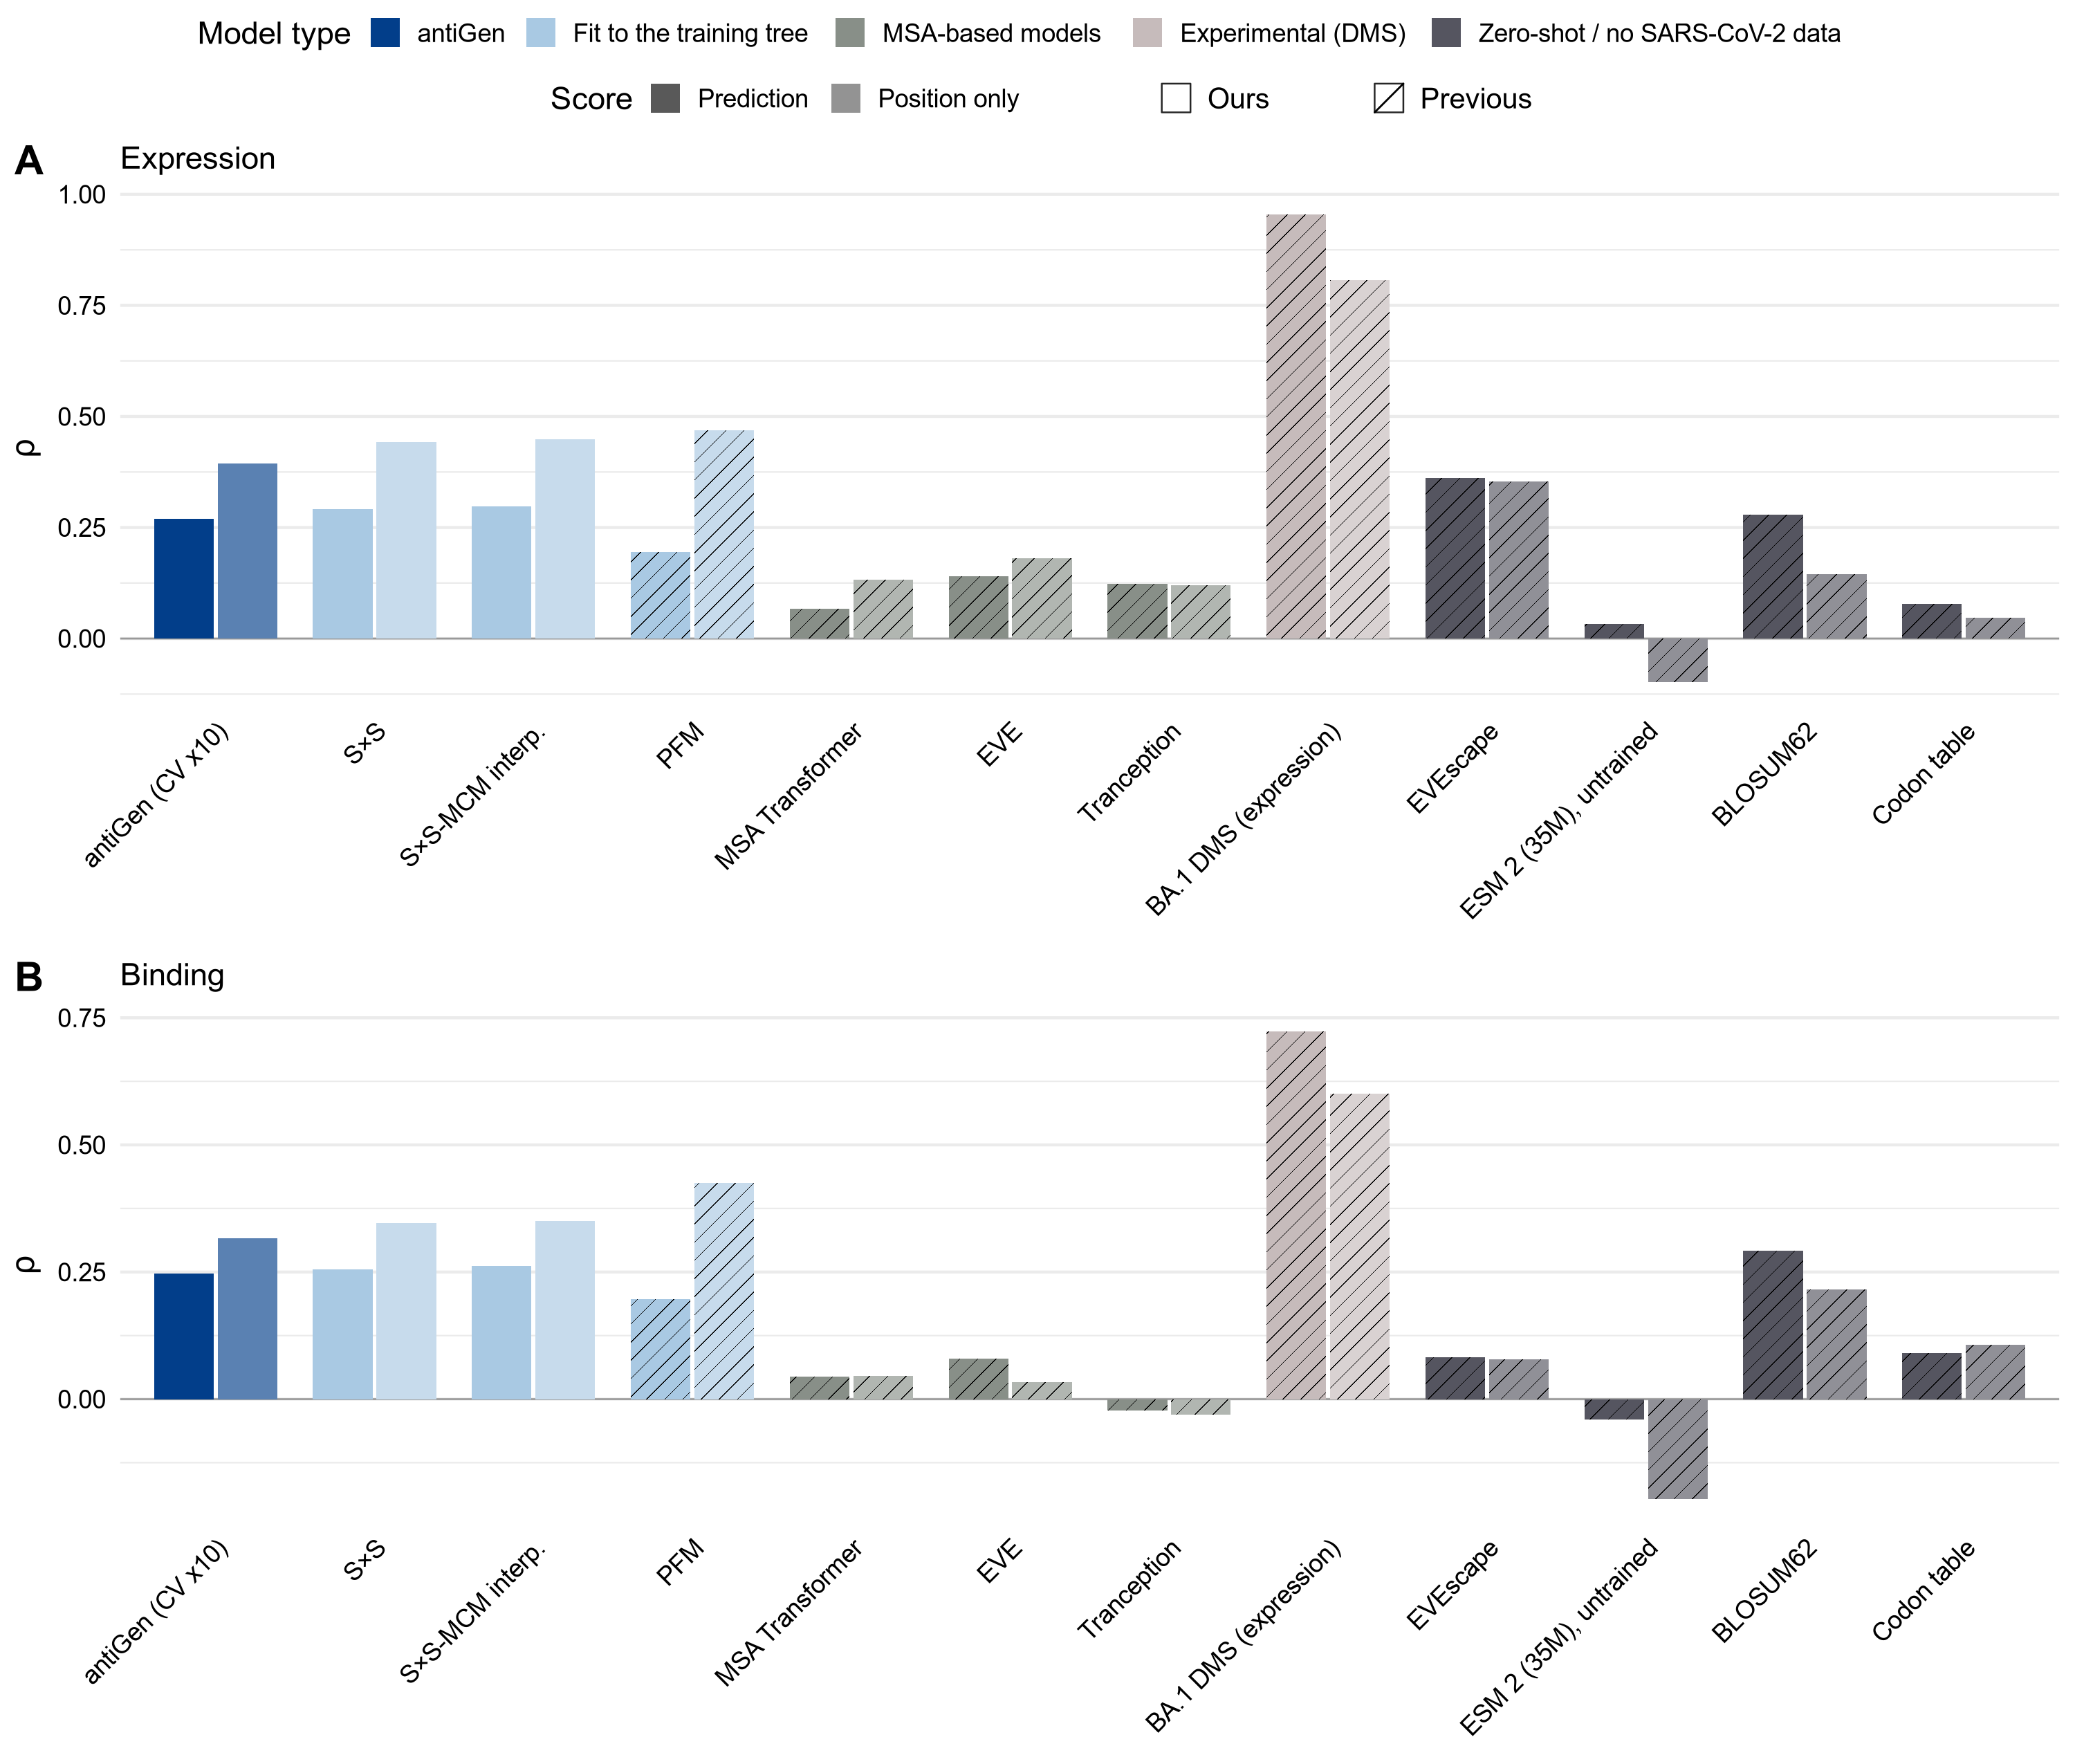 Model type antiGen Fit to the training tree MSA-based models Experimental (DMS) Zero-shot / no SARS-CoV-2 data
Score Prediction Position only Ours Previous
A Expression
1.00
0.75
0.50
0.25
0.00
ρ
antiGen (CV x10)
S×S
S×S-MCM interp.
PFM
MSA Transformer
EVE
Tranception
BA.1 DMS (expression)
EVEscape
ESM 2 (35M), untrained
BLOSUM62
Codon table
B Binding
0.75
0.50
0.25
0.00
ρ
antiGen (CV x10)
S×S
S×S-MCM interp.
PFM
MSA Transformer
EVE
Tranception
BA.1 DMS (expression)
EVEscape
ESM 2 (35M), untrained
BLOSUM62
Codon table